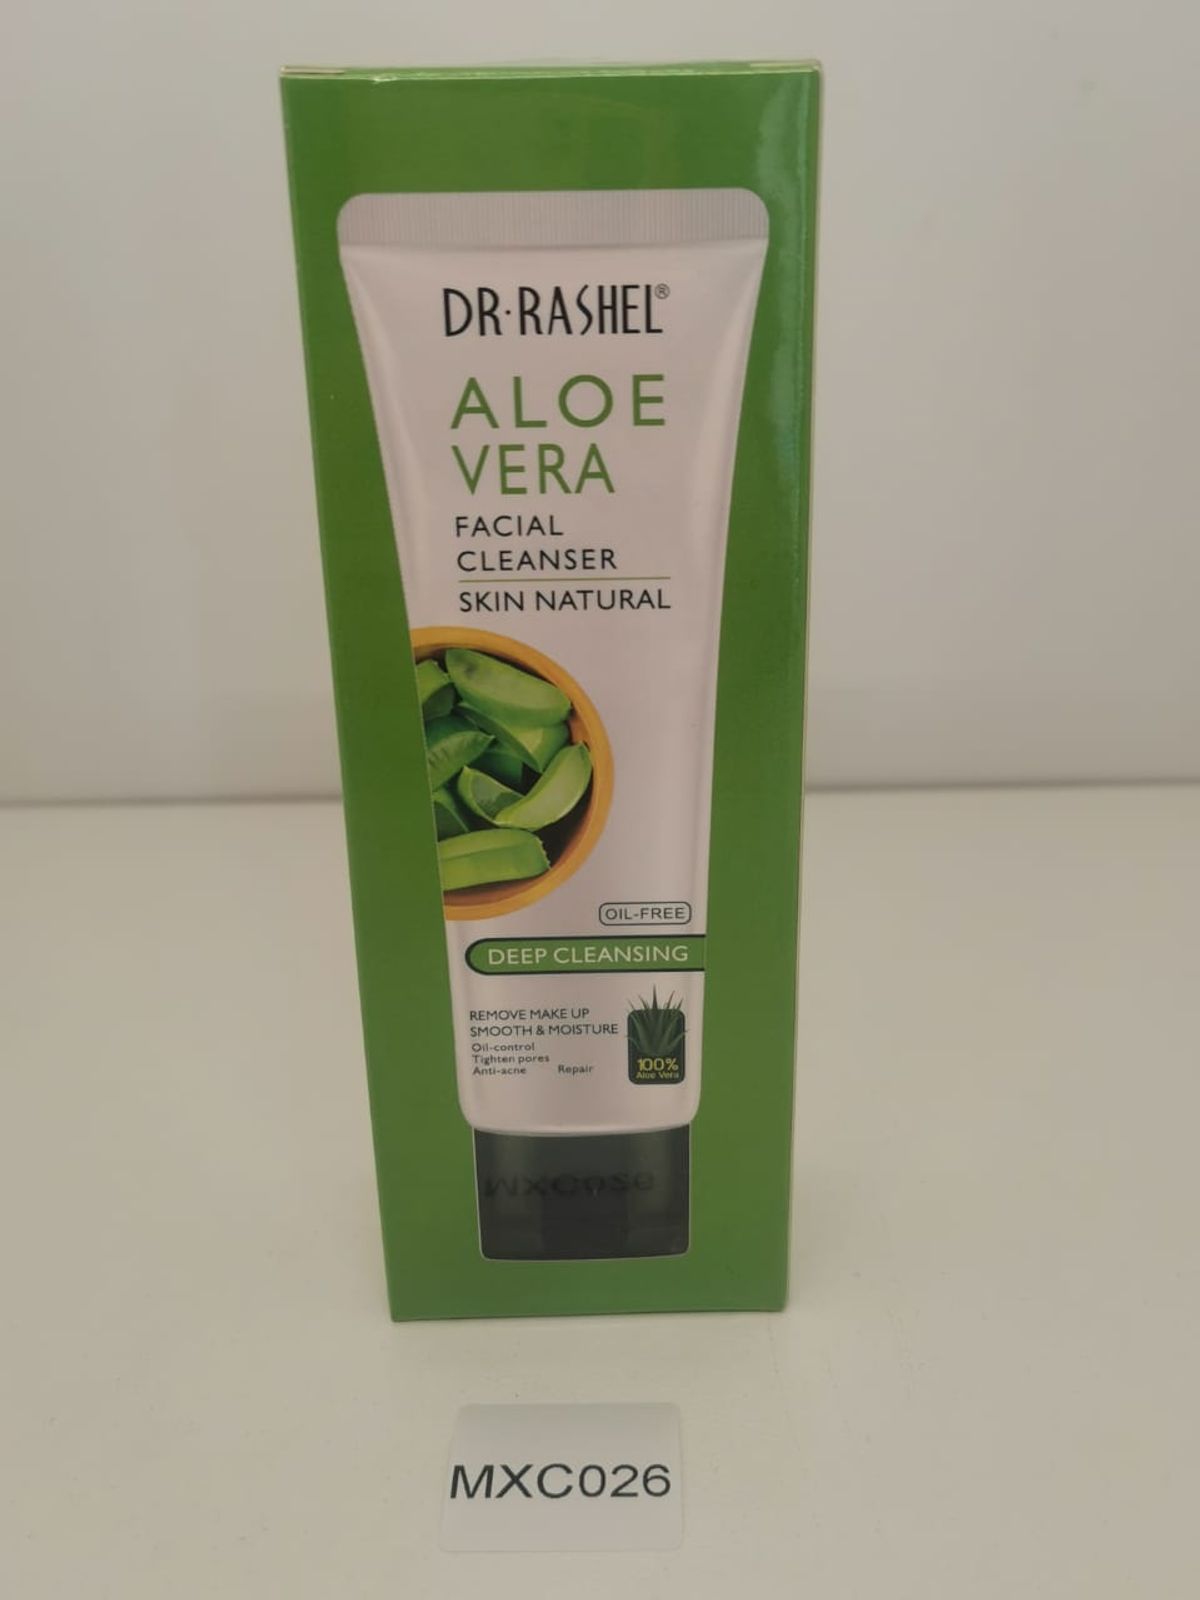 DR·RASHEL®
ALOE
VERA
FACIAL
CLEANSER
SKIN NATURAL
OIL-FREE
DEEP CLEANSING
REMOVE MAKE UP
SMOOTH & MOISTURE
Oil-control
Tighten pores
Anti-acne Repair
100%
Aloe Vera
MXC026